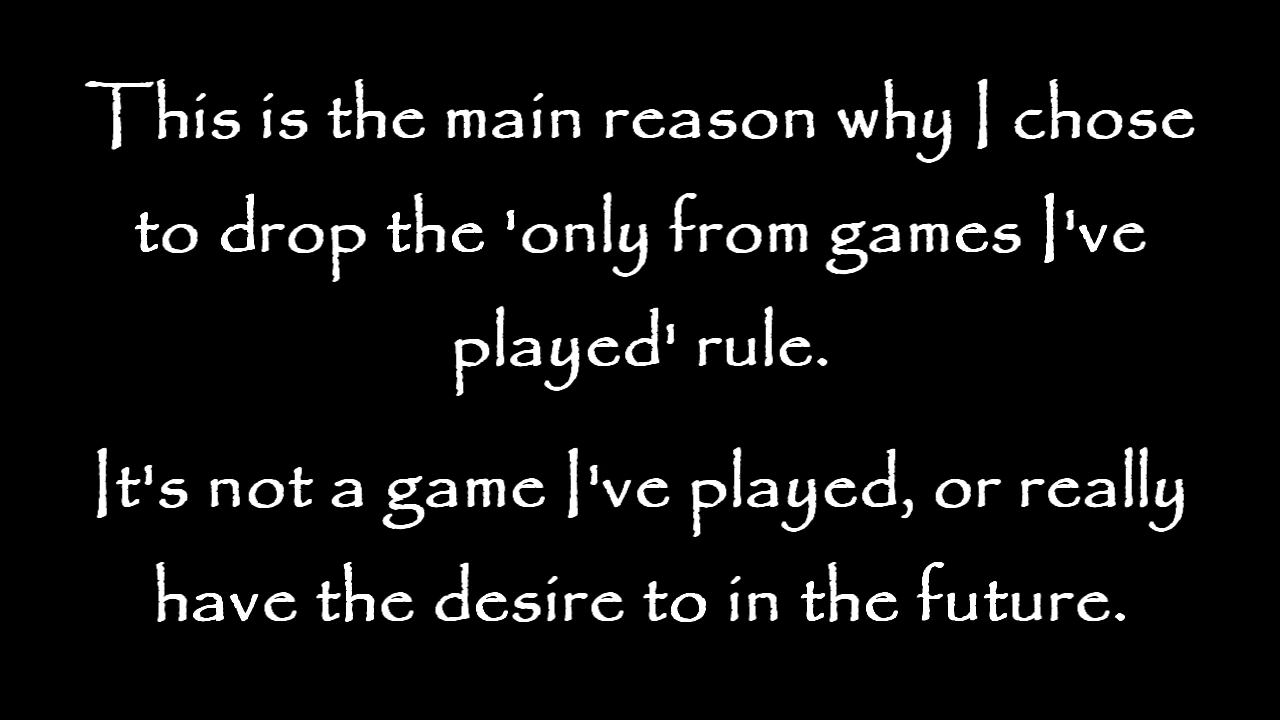 This is the main reason why I chose
to drop the 'only from games I've
played' rule.
It's not a game I've played, or really
have the desire to in the future.